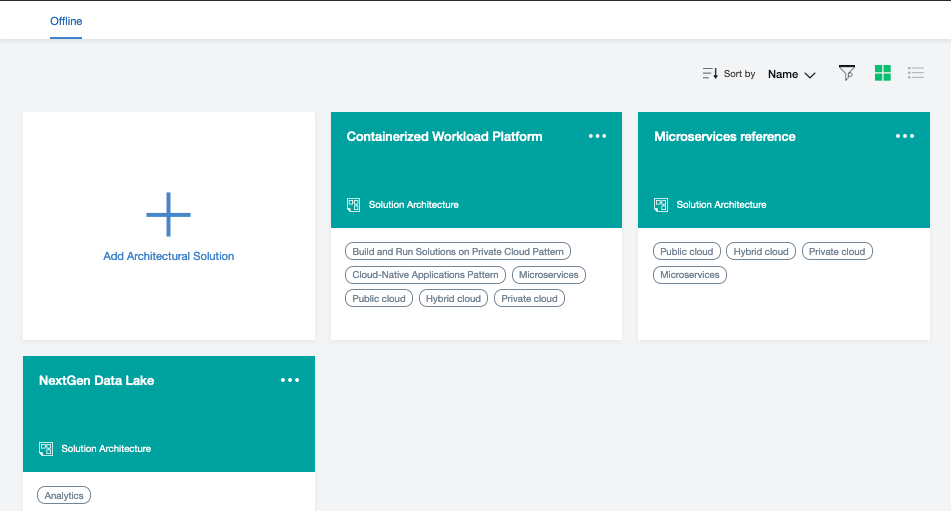 Offline
Sort by Name
Add Architectural Solution
Containerized Workload Platform
Solution Architecture
Build and Run Solutions on Private Cloud Pattern
Cloud-Native Applications Pattern Microservices
Public cloud Hybrid cloud Private cloud
Microservices reference
Solution Architecture
Public cloud Hybrid cloud Private cloud
Microservices
NextGen Data Lake
Solution Architecture
Analytics